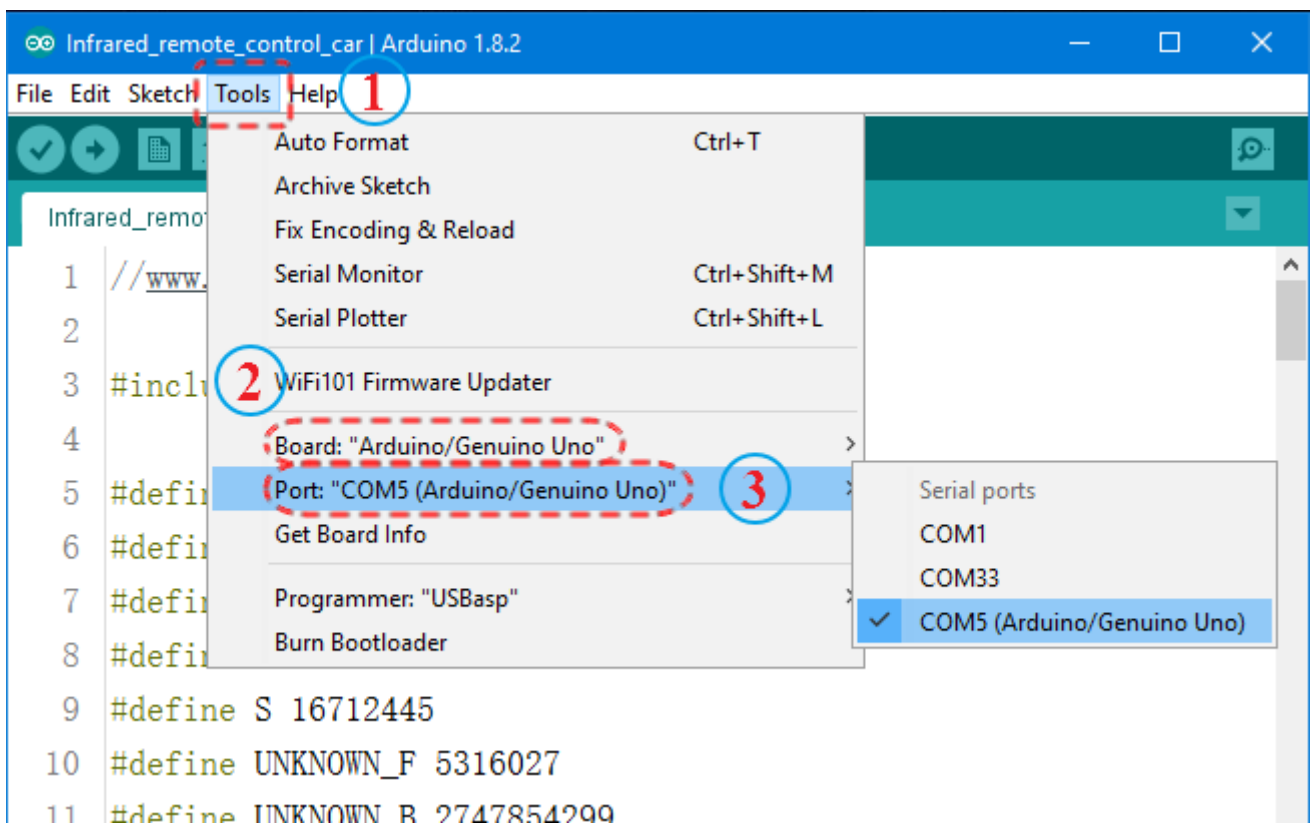 Infrared_remote_control_car | Arduino 1.8.2
File Edit Sketch Tools Help 1
Auto Format Ctrl+T
Archive Sketch
Infrared_remo
Fix Encoding & Reload
1 //www.
Serial Monitor Ctrl+Shift+M
2
Serial Plotter Ctrl+Shift+L
3 #inclu
2 WiFi101 Firmware Updater
4
Board: "Arduino/Genuino Uno"
5 #defi
Port: "COM5 (Arduino/Genuino Uno)" 3
Serial ports
6 #defi
Get Board Info
COM1
COM33
7 #defi
Programmer: "USBasp"
COM5 (Arduino/Genuino Uno)
8 #defi
Burn Bootloader
9 #define S 16712445
10 #define UNKNOWN_F 5316027
11 #define UNKNOWN_B 2747854299